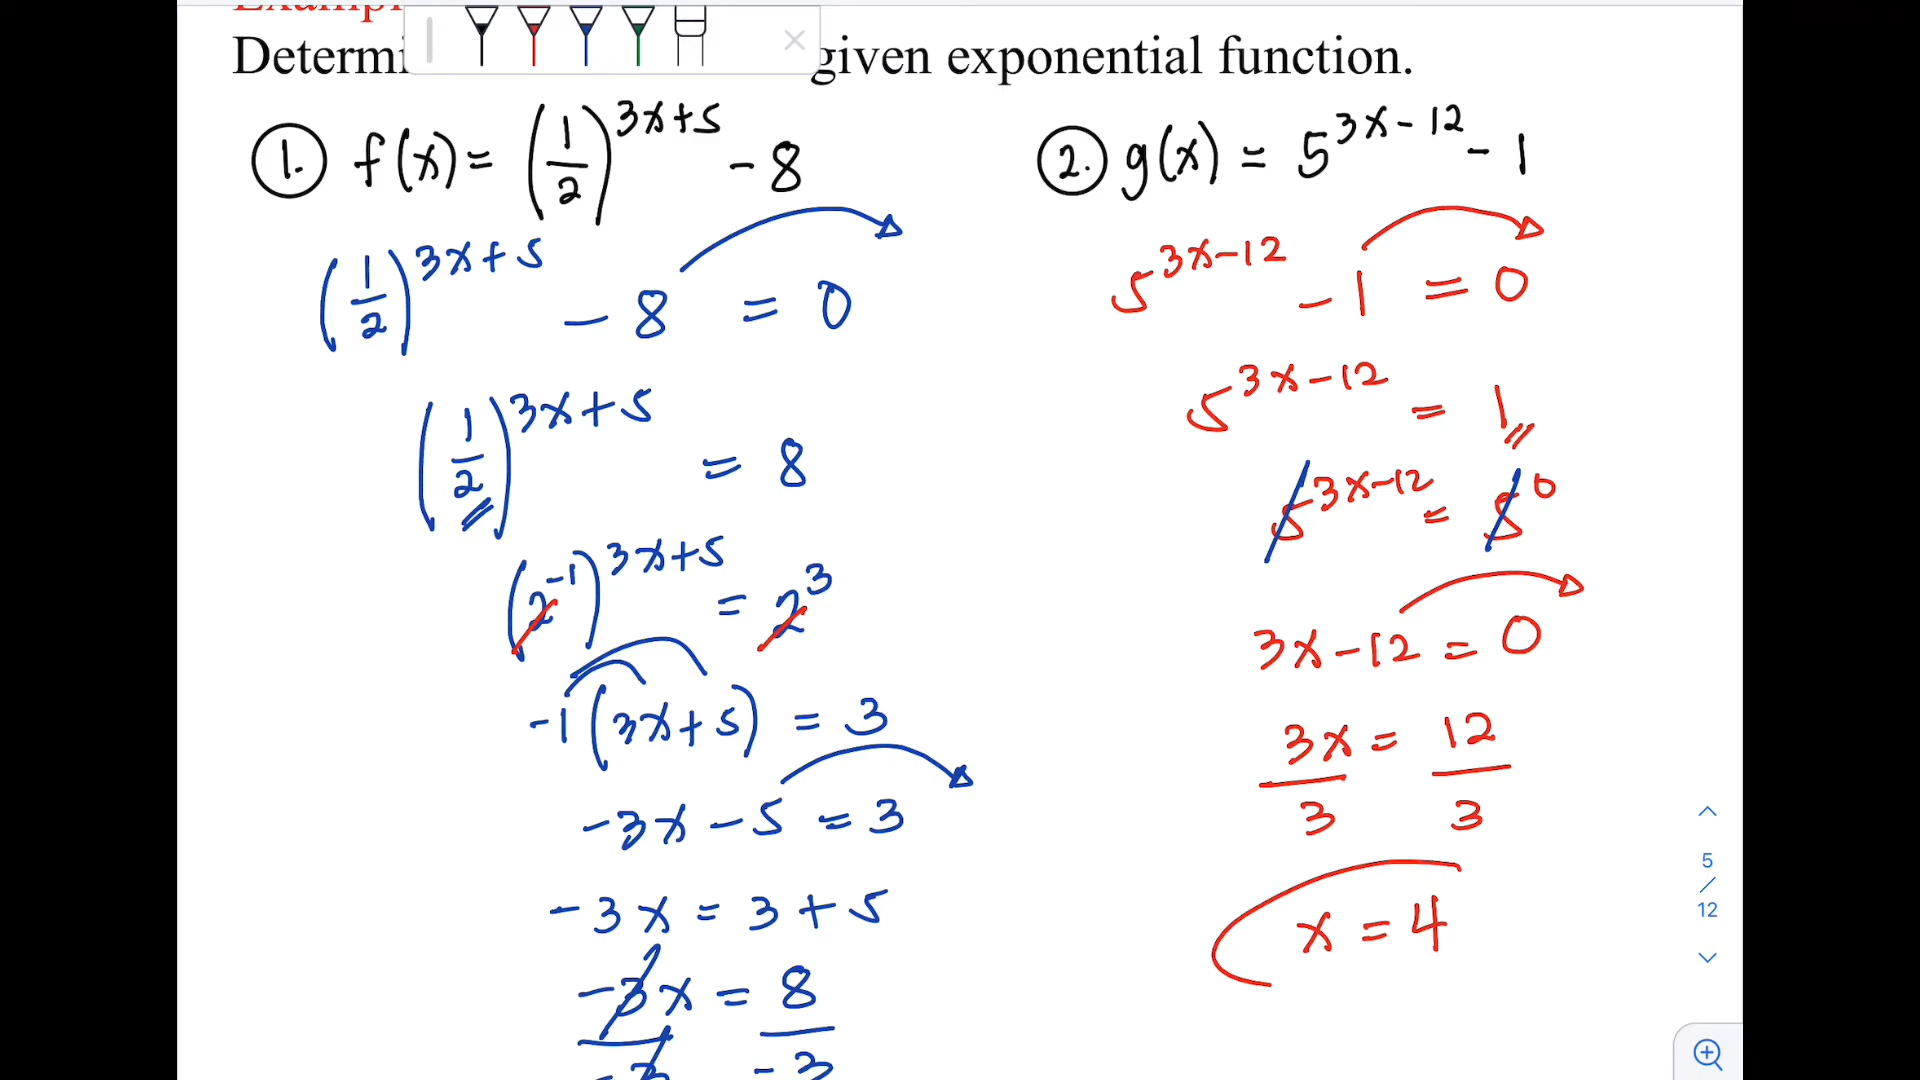 Exampl
Determi given exponential function.
1. f(x) = (1/2)^(3x+5) - 8
(1/2)^(3x+5) - 8 = 0
(1/2)^(3x+5) = 8
(2^-1)^(3x+5) = 2^3
-1(3x+5) = 3
-3x - 5 = 3
-3x = 3 + 5
-3x = 8
-3 -3
2. g(x) = 5^(3x-12) - 1
5^(3x-12) - 1 = 0
5^(3x-12) = 1
5^(3x-12) = 5^0
3x - 12 = 0
3x = 12
3 3
x = 4
5
/
12